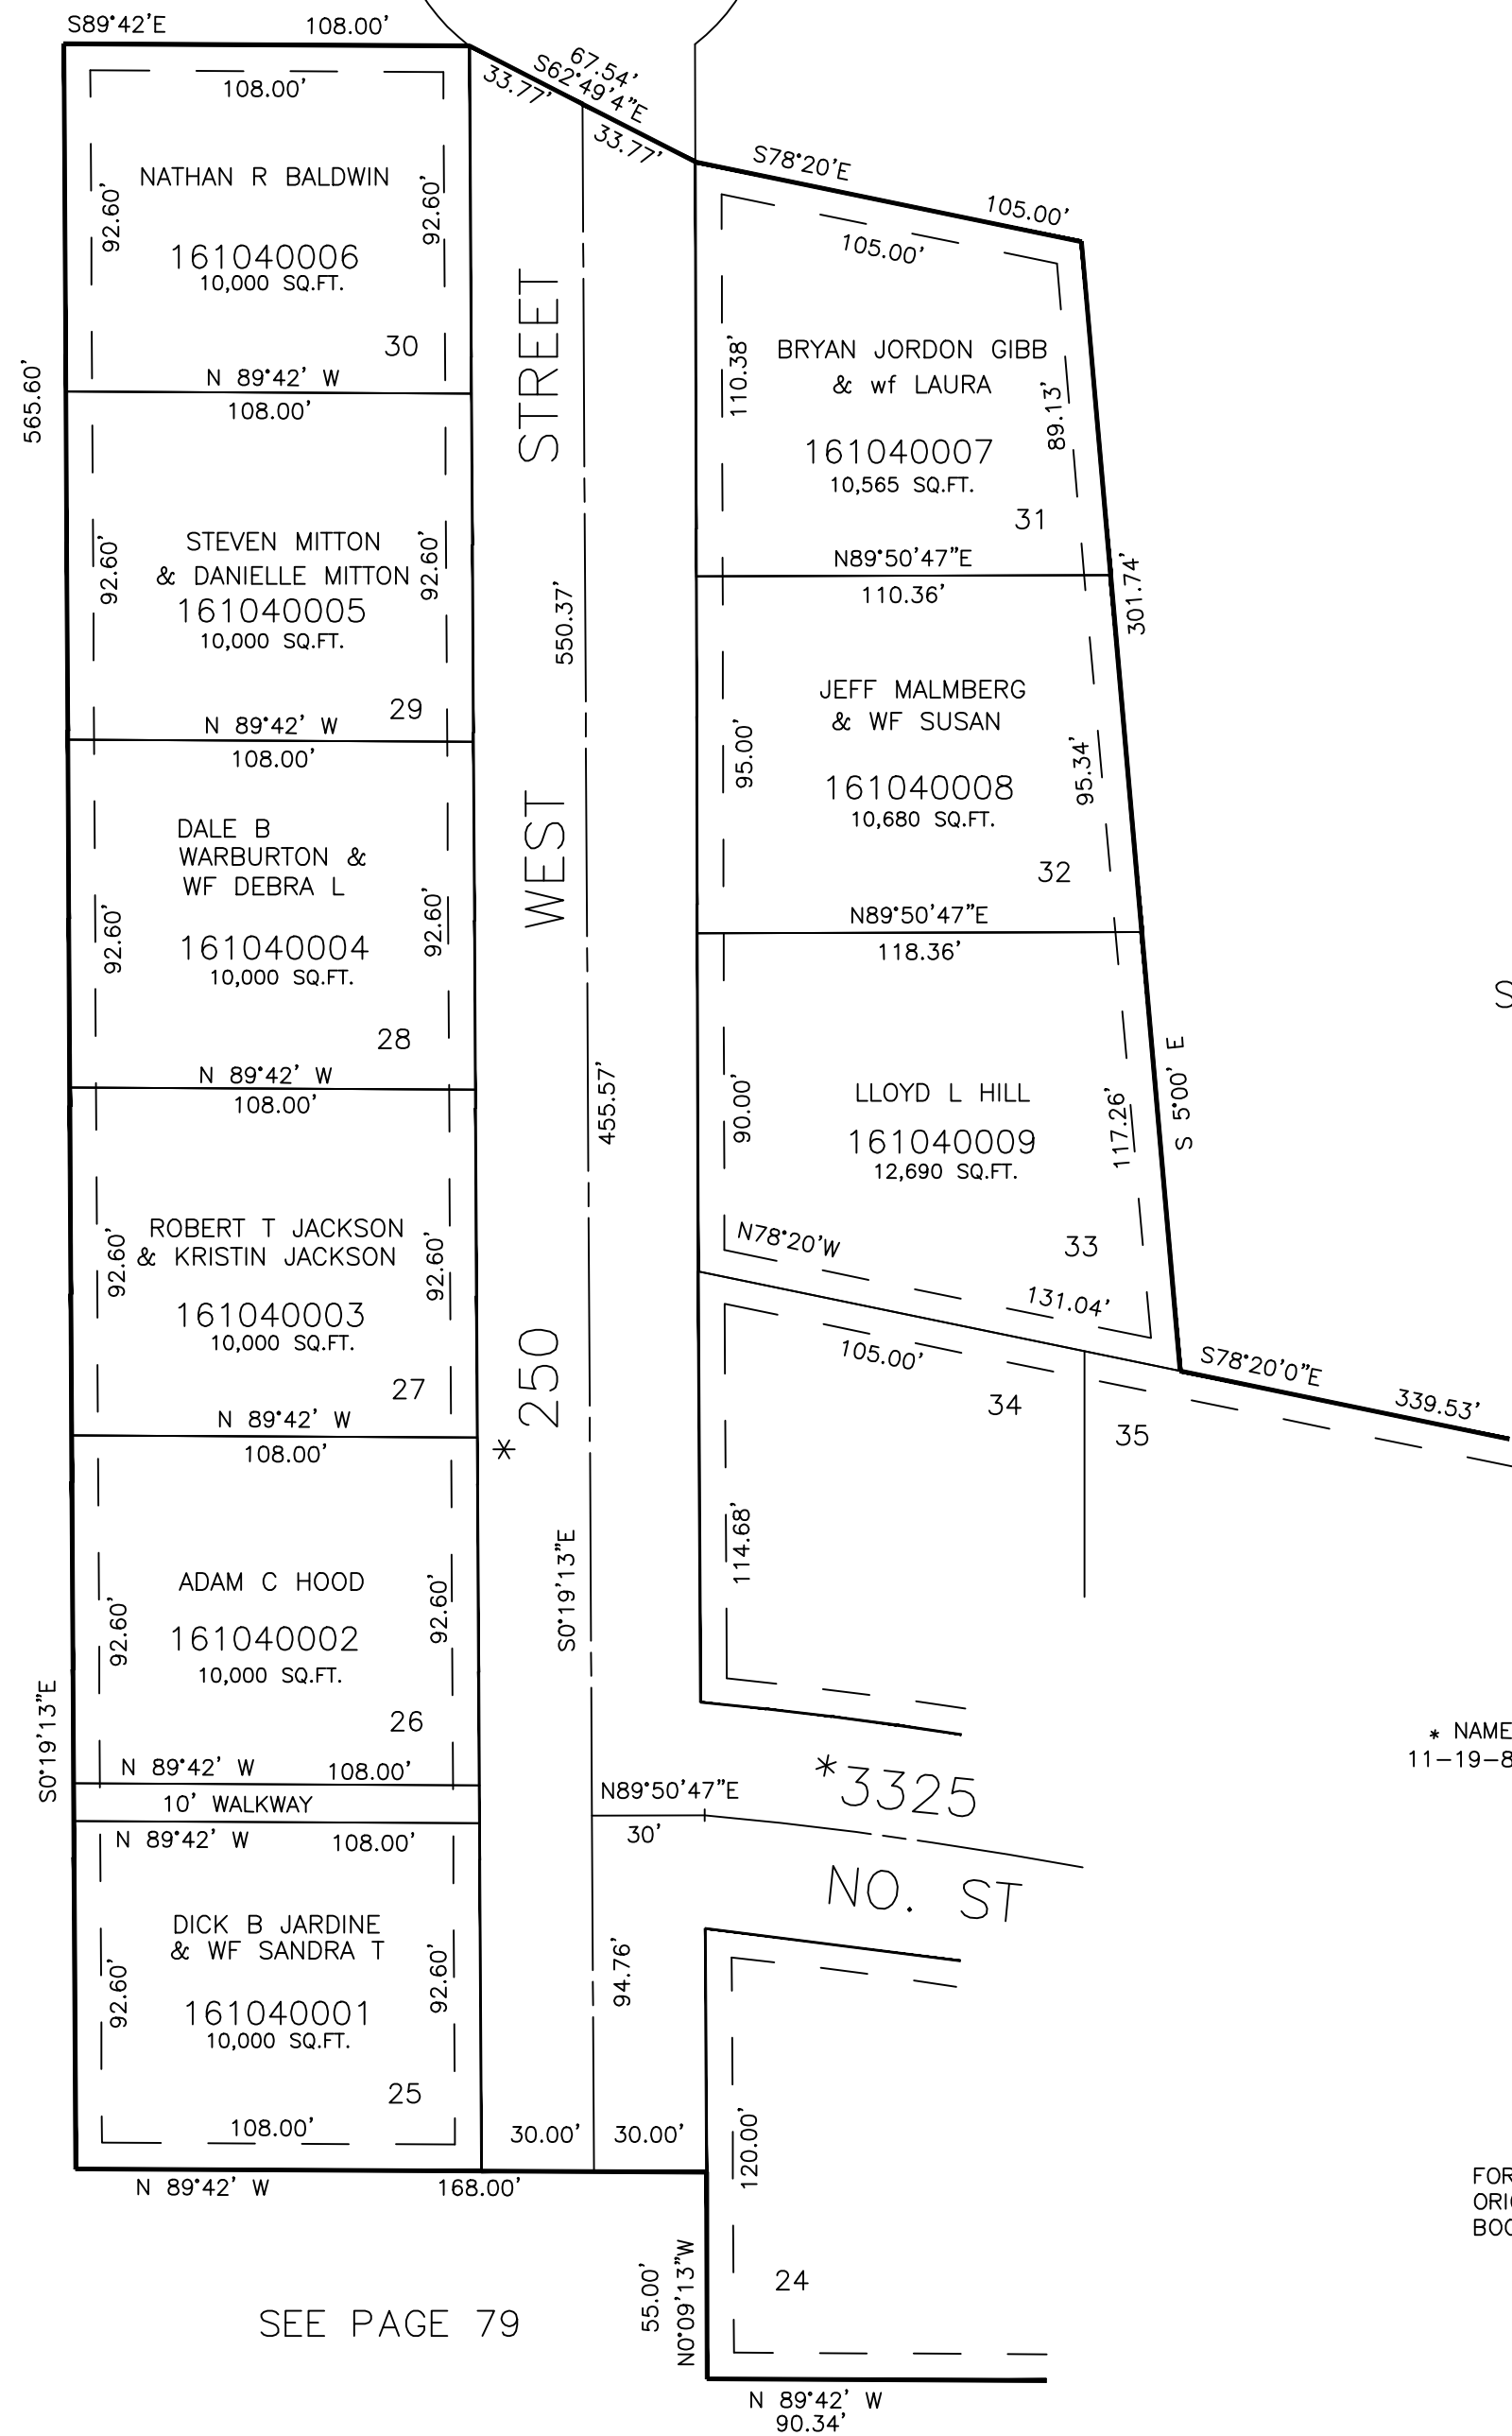 S89°42'E 108.00'
67.54'
S62°49'4"E
33.77'
33.77'
108.00'
NATHAN R BALDWIN
92.60'
92.60'
161040006
10,000 SQ.FT.
30
N 89°42' W
108.00'
565.60'
STREET
S78°20'E
105.00'
105.00'
110.38'
BRYAN JORDON GIBB
& wf LAURA
89.13'
161040007
10,565 SQ.FT.
31
N89°50'47"E
110.36'
301.74'
STEVEN MITTON
& DANIELLE MITTON
92.60'
92.60'
161040005
10,000 SQ.FT.
29
N 89°42' W
108.00'
550.37'
JEFF MALMBERG
& WF SUSAN
95.00'
95.34'
161040008
10,680 SQ.FT.
32
N89°50'47"E
118.36'
DALE B
WARBURTON &
WF DEBRA L
92.60'
92.60'
161040004
10,000 SQ.FT.
28
N 89°42' W
108.00'
WEST
455.57'
S
LLOYD L HILL
90.00'
117.26'
S 5°00' E
161040009
12,690 SQ.FT.
N78°20'W
33
131.04'
ROBERT T JACKSON
& KRISTIN JACKSON
92.60'
92.60'
161040003
10,000 SQ.FT.
27
N 89°42' W
108.00'
*250
105.00'
34
35
S78°20'0"E
339.53'
114.68'
S0°19'13"E
ADAM C HOOD
92.60'
92.60'
161040002
10,000 SQ.FT.
26
S0°19'13"E
N 89°42' W 108.00'
10' WALKWAY
N 89°42' W 108.00'
N89°50'47"E
30'
*3325
NO. ST
* NAME
11-19-8
DICK B JARDINE
& WF SANDRA T
92.60'
92.60'
161040001
10,000 SQ.FT.
25
108.00'
94.76'
30.00' 30.00'
N 89°42' W 168.00'
120.00'
55.00'
N0°09'13"W
24
FOR
ORI
BOO
SEE PAGE 79
N 89°42' W
90.34'